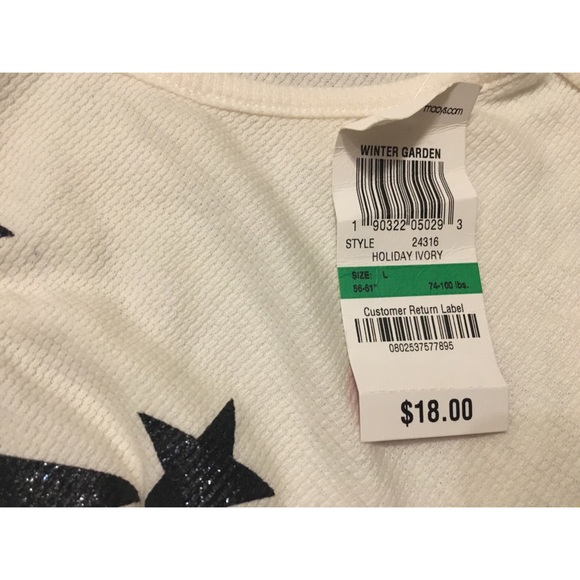 macys.com
WINTER GARDEN
1 90322 05029 3
STYLE 24316
HOLIDAY IVORY
SIZE: L
56-61" 74-100 lbs.
Customer Return Label
0802537577895
$18.00